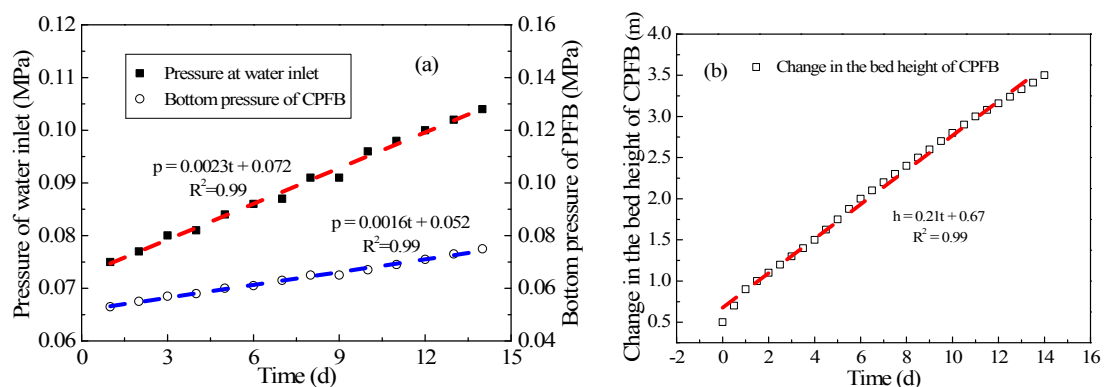 0.12
0.11
0.10
0.09
0.08
0.07
0.06
Pressure of water inlet (MPa)
Pressure at water inlet
Bottom pressure of CPFB
(a)
p = 0.0023t + 0.072
R²=0.99
p = 0.0016t + 0.052
R²=0.99
0 3 6 9 12 15
Time (d)
0.16
0.14
0.12
0.10
0.08
0.06
0.04
Bottom pressure of PFB (MPa)
4.0
3.5
3.0
2.5
2.0
1.5
1.0
0.5
Change in the bed height of CPFB (m)
(b)
Change in the bed height of CPFB
h = 0.21t + 0.67
R² = 0.99
-2 0 2 4 6 8 10 12 14 16
Time (d)